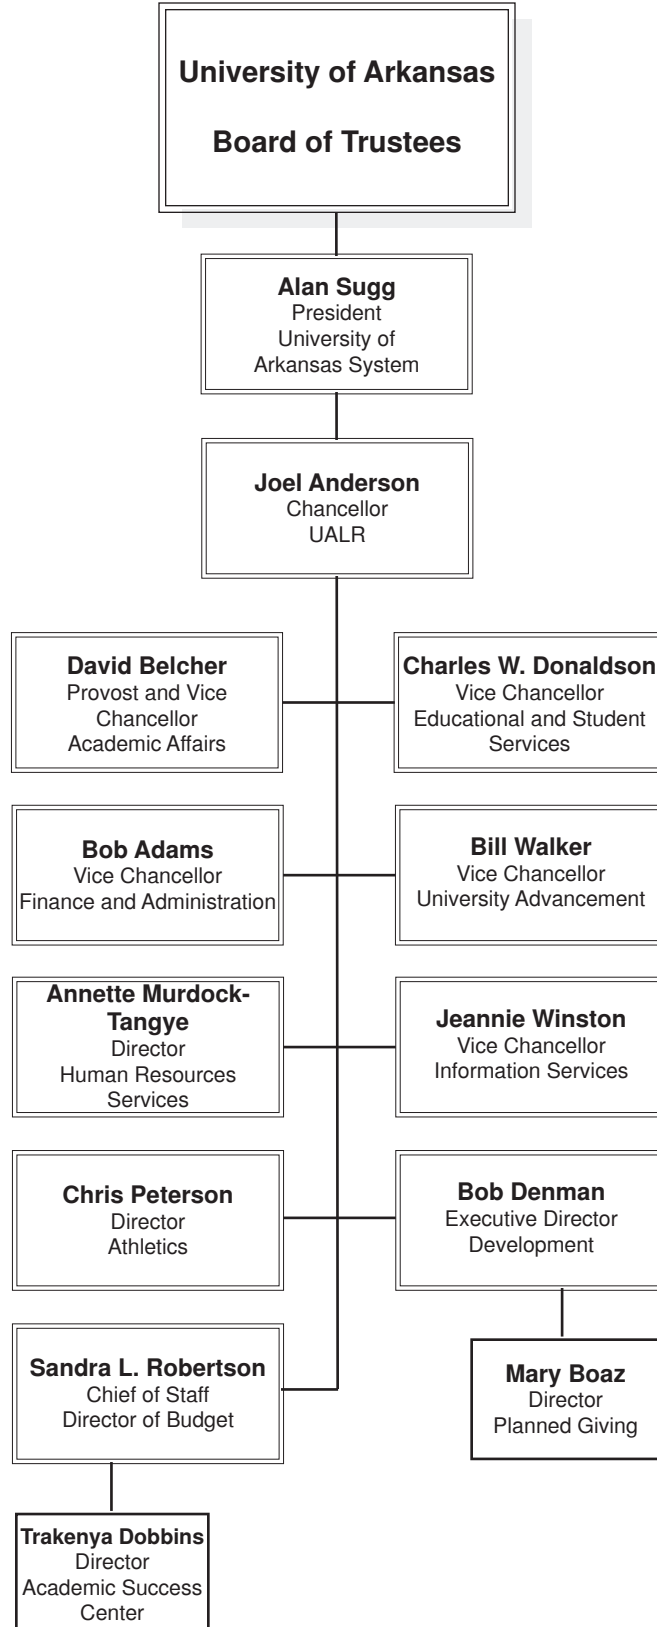 University of Arkansas
Board of Trustees
Alan Sugg
President
University of
Arkansas System
Joel Anderson
Chancellor
UALR
David Belcher
Provost and Vice
Chancellor
Academic Affairs
Charles W. Donaldson
Vice Chancellor
Educational and Student
Services
Bob Adams
Vice Chancellor
Finance and Administration
Bill Walker
Vice Chancellor
University Advancement
Annette Murdock-
Tangye
Director
Human Resources
Services
Jeannie Winston
Vice Chancellor
Information Services
Chris Peterson
Director
Athletics
Bob Denman
Executive Director
Development
Sandra L. Robertson
Chief of Staff
Director of Budget
Mary Boaz
Director
Planned Giving
Trakenya Dobbins
Director
Academic Success
Center